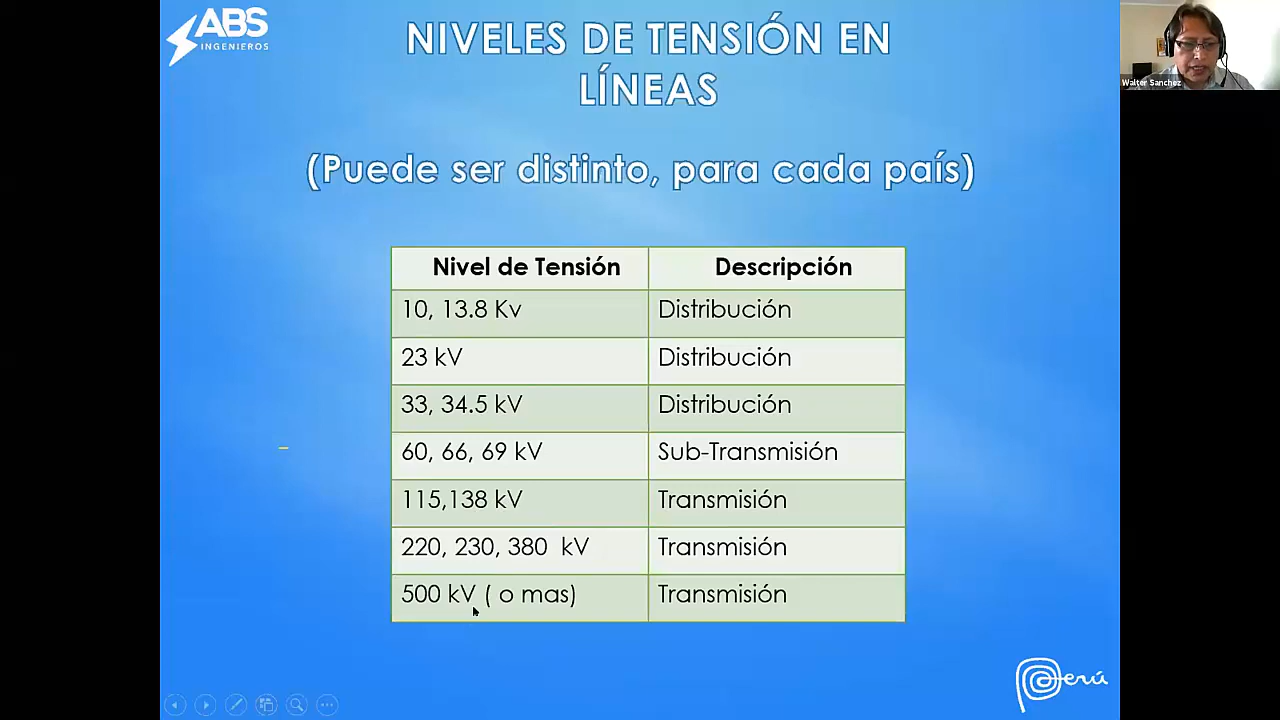 ABS
INGENIEROS
NIVELES DE TENSIÓN EN
LÍNEAS
(Puede ser distinto, para cada país)
Walter Sanchez
Nivel de Tensión Descripción
10, 13.8 Kv Distribución
23 kV Distribución
33, 34.5 kV Distribución
60, 66, 69 kV Sub-Transmisión
115,138 kV Transmisión
220, 230, 380 kV Transmisión
500 kV ( o mas) Transmisión
Perú